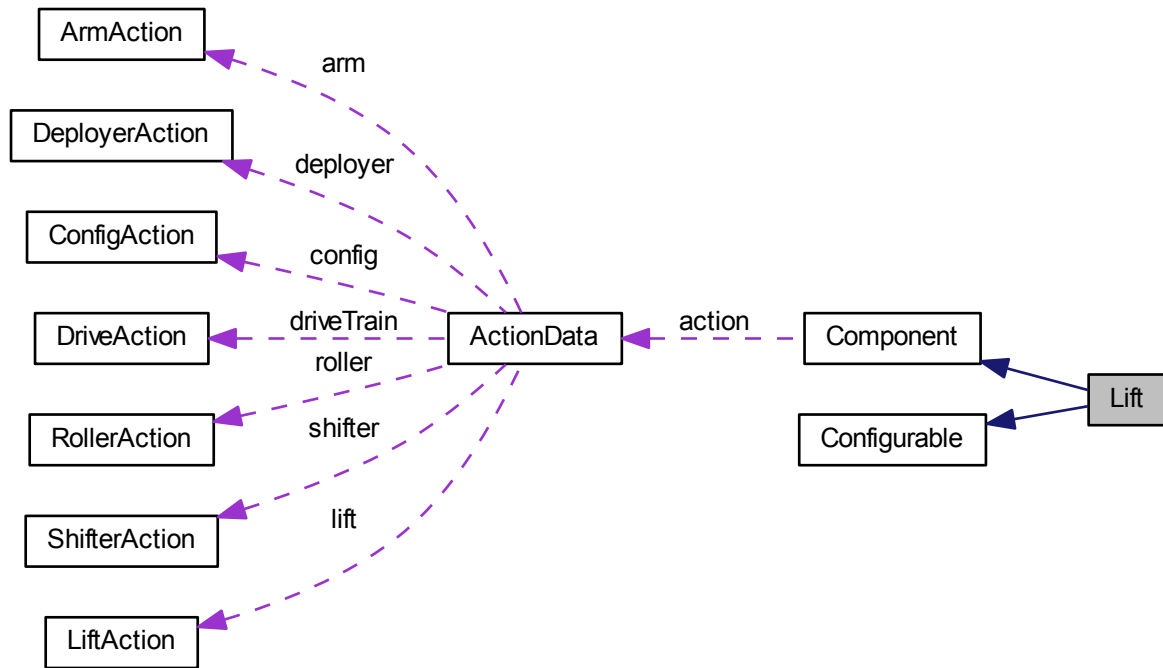 ArmAction
arm
DeployerAction
deployer
ConfigAction
config
DriveAction
driveTrain
ActionData
action
Component
roller
Lift
RollerAction
shifter
Configurable
ShifterAction
lift
LiftAction